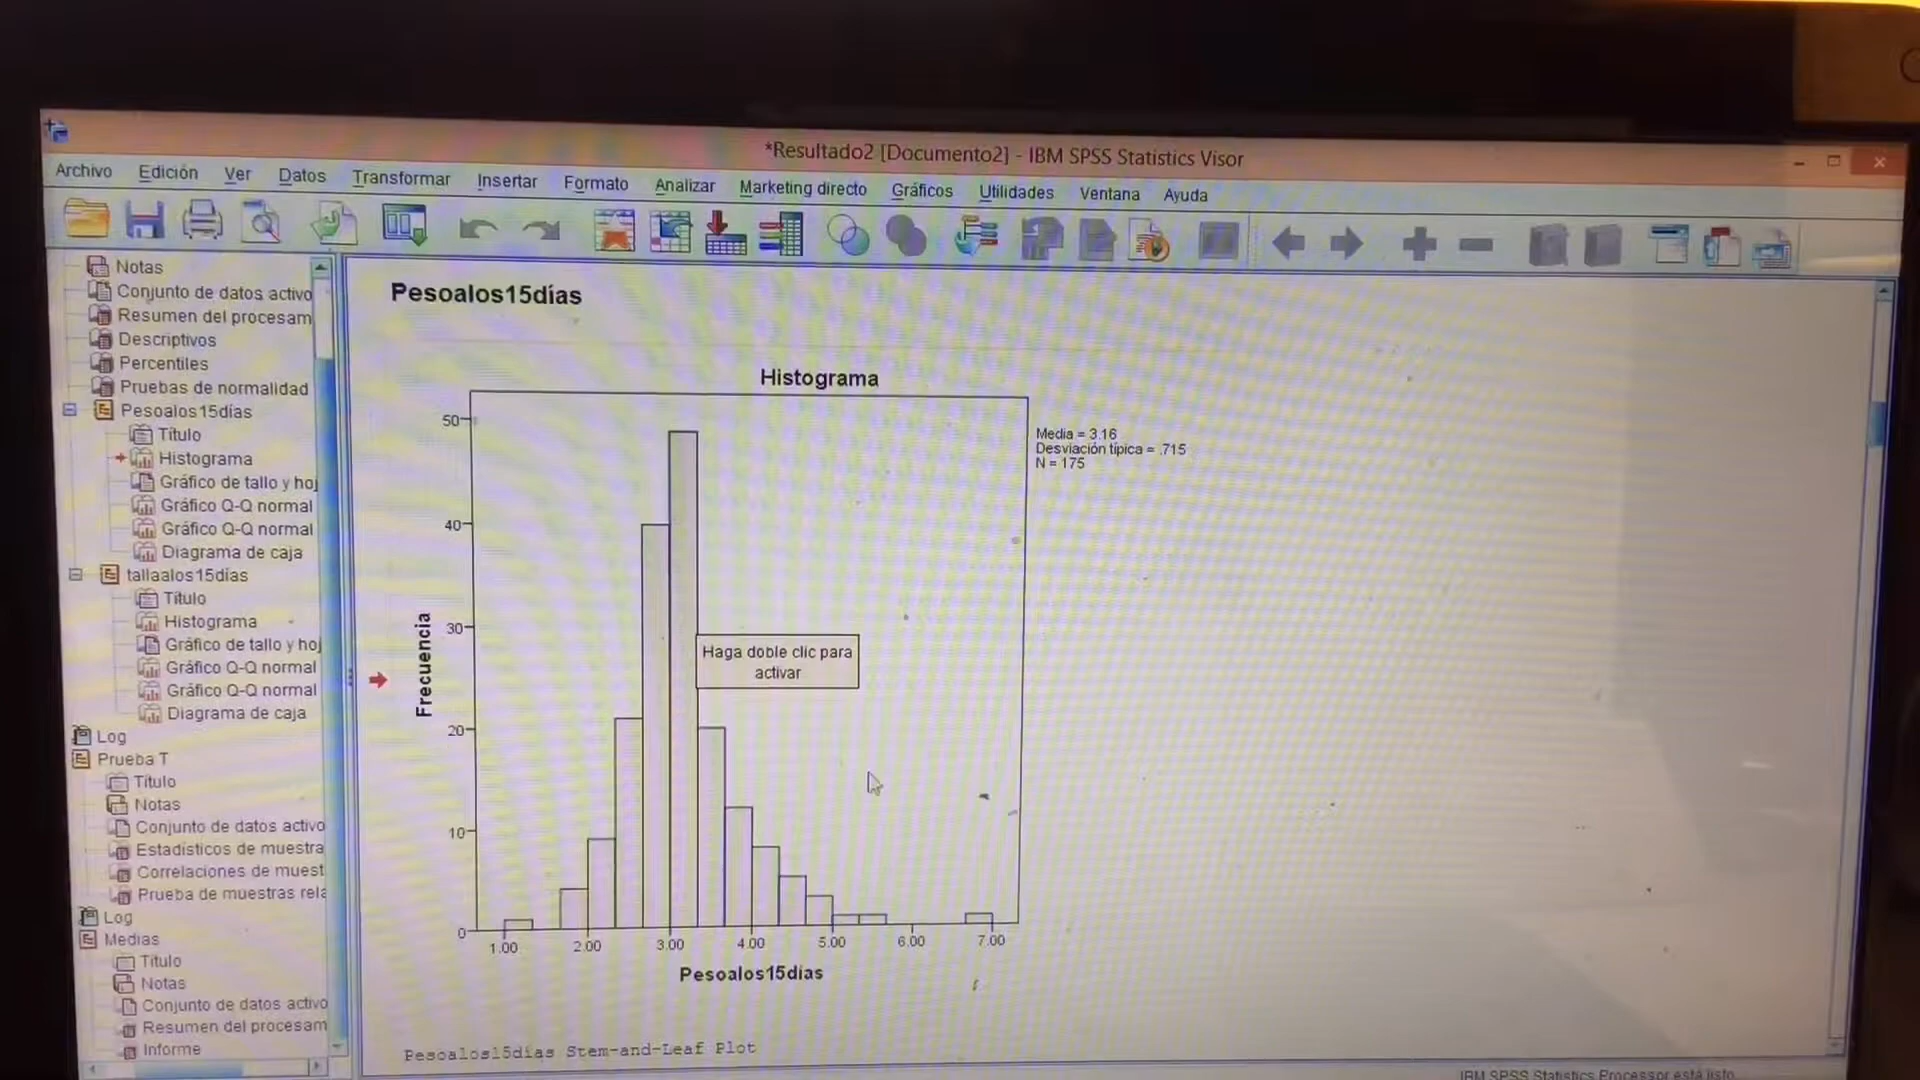 *Resultado2 [Documento2] - IBM SPSS Statistics Visor
Archivo Edición Ver Datos Transformar Insertar Formato Analizar Marketing directo Gráficos Utilidades Ventana Ayuda
Notas
Conjunto de datos activo
Resumen del procesam
Descriptivos
Percentiles
Pruebas de normalidad
Pesoalos15días
Título
Histograma
Gráfico de tallo y hoj
Gráfico Q-Q normal
Gráfico Q-Q normal
Diagrama de caja
tallaalos15días
Título
Histograma
Gráfico de tallo y hoj
Gráfico Q-Q normal
Gráfico Q-Q normal
Diagrama de caja
Log
Prueba T
Título
Notas
Conjunto de datos activo
Estadísticos de muestra
Correlaciones de muest
Prueba de muestras rela
Log
Medias
Título
Notas
Conjunto de datos activo
Resumen del procesam
Informe
Pesoalos15días
Histograma
Media = 3.16
Desviación típica = .715
N = 175
Frecuencia
50
40
30
20
10
0
Haga doble clic para
activar
1.00 2.00 3.00 4.00 5.00 6.00 7.00
Pesoalos15días
Pesoalos15días Stem-and-Leaf Plot
IBM SPSS Statistics Processor está listo